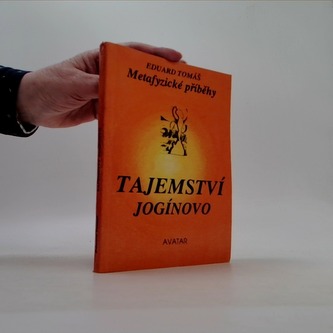 EDUARD TOMÁŠ
Metafyzické příběhy
TAJEMSTVÍ
JOGÍNOVO
AVATAR